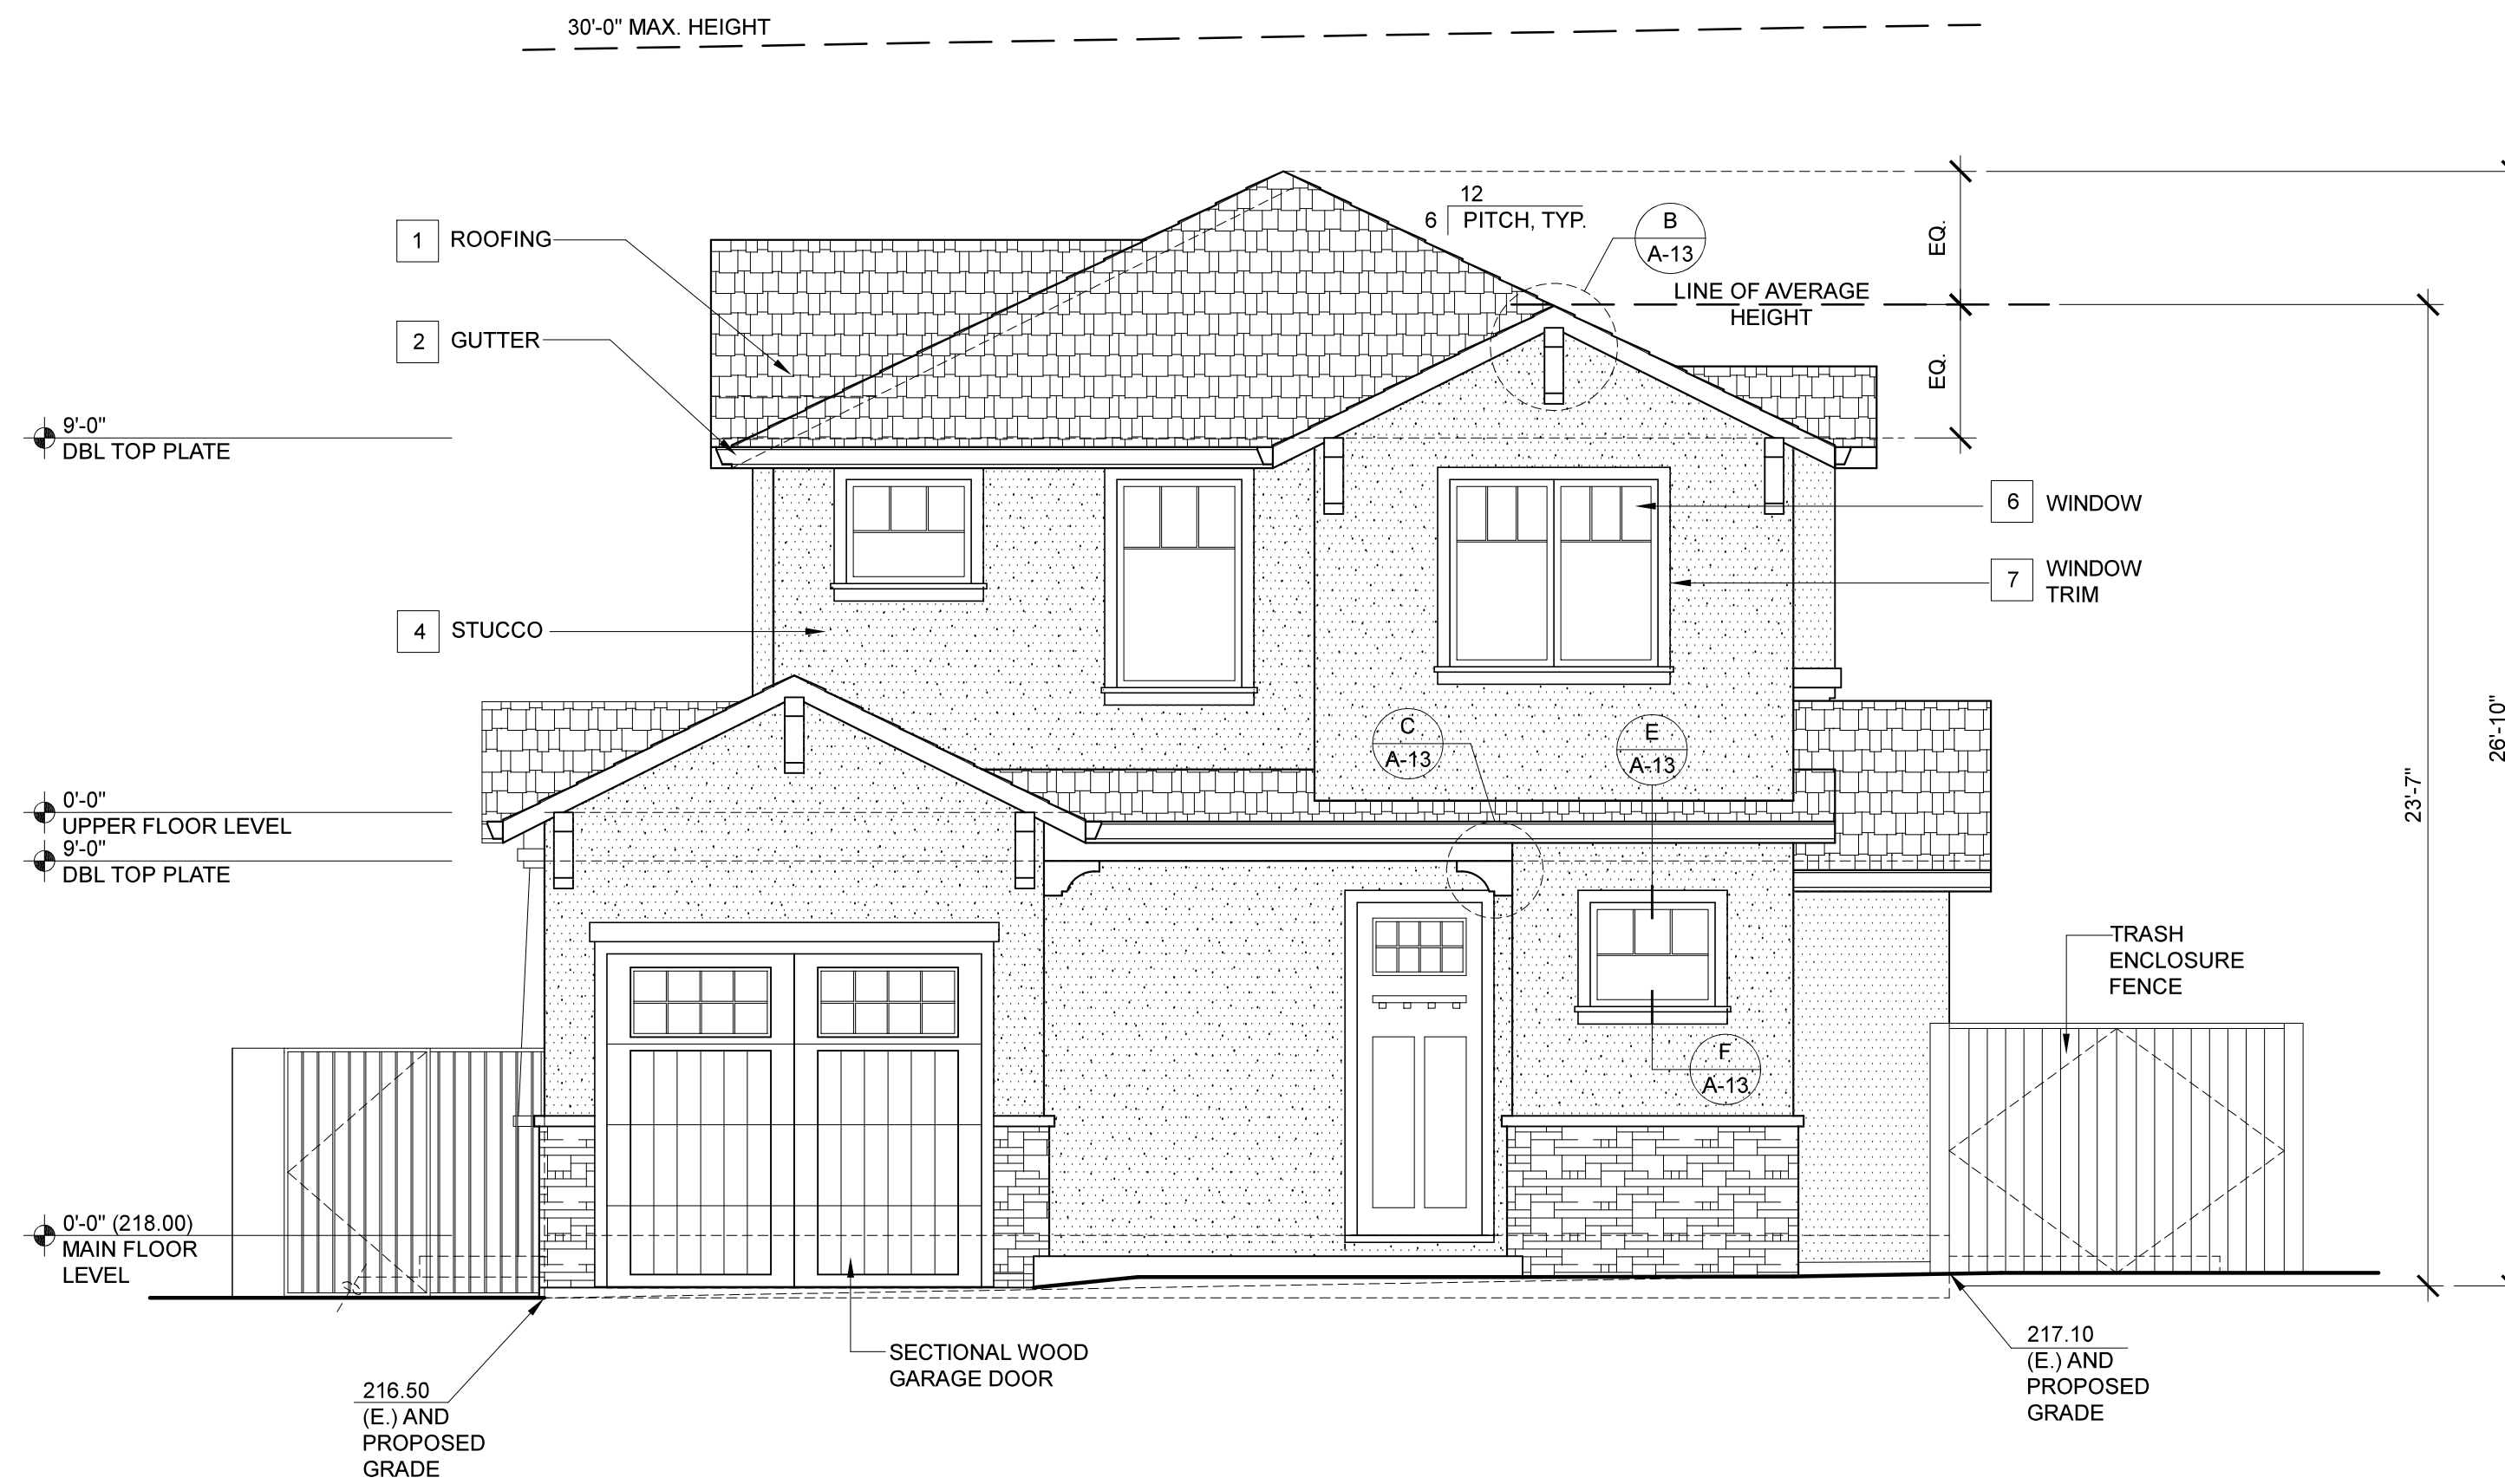 30'-0" MAX. HEIGHT
12
6
PITCH, TYP.
B
A-13
EQ.
1
ROOFING
LINE OF AVERAGE
HEIGHT
2
GUTTER
EQ.
9'-0"
DBL TOP PLATE
6
WINDOW
7
WINDOW
TRIM
4
STUCCO
C
A-13
E
A-13
26'-10"
23'-7"
0'-0"
UPPER FLOOR LEVEL
9'-0"
DBL TOP PLATE
TRASH
ENCLOSURE
FENCE
F
A-13
0'-0" (218.00)
MAIN FLOOR
LEVEL
SECTIONAL WOOD
GARAGE DOOR
216.50
(E.) AND
PROPOSED
GRADE
217.10
(E.) AND
PROPOSED
GRADE